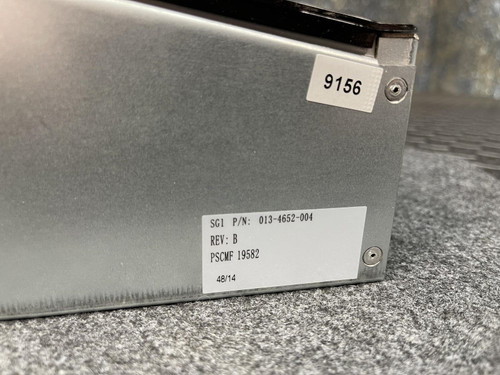 9156
SGI P/N: 013-4652-004
REV: B
PSCMF 19582
48/14